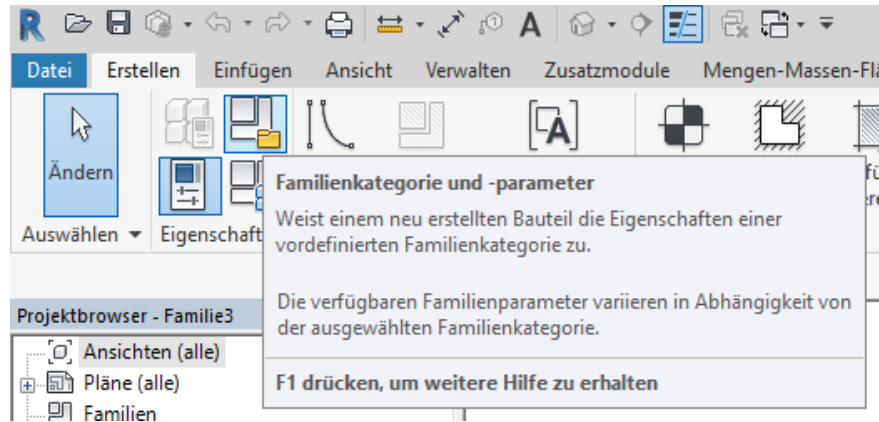 Datei Erstellen Einfügen Ansicht Verwalten Zusatzmodule Mengen-Massen-Flä
Ändern
Auswählen Eigenschaft
Familienkategorie und -parameter
Weist einem neu erstellten Bauteil die Eigenschaften einer
vordefinierten Familienkategorie zu.
Die verfügbaren Familienparameter variieren in Abhängigkeit von
der ausgewählten Familienkategorie.
F1 drücken, um weitere Hilfe zu erhalten
Projektbrowser - Familie3
Ansichten (alle)
Pläne (alle)
Familien